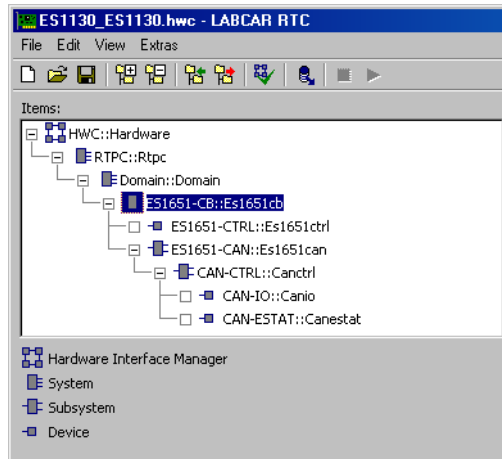 ES1130_ES1130.hwc - LABCAR RTC
File Edit View Extras
Items:
HWC::Hardware
RTPC::Rtpc
Domain::Domain
ES1651-CB::Es1651cb
ES1651-CTRL::Es1651ctrl
ES1651-CAN::Es1651can
CAN-CTRL::Canctrl
CAN-IO::Canio
CAN-ESTAT::Canestat
Hardware Interface Manager
System
Subsystem
Device